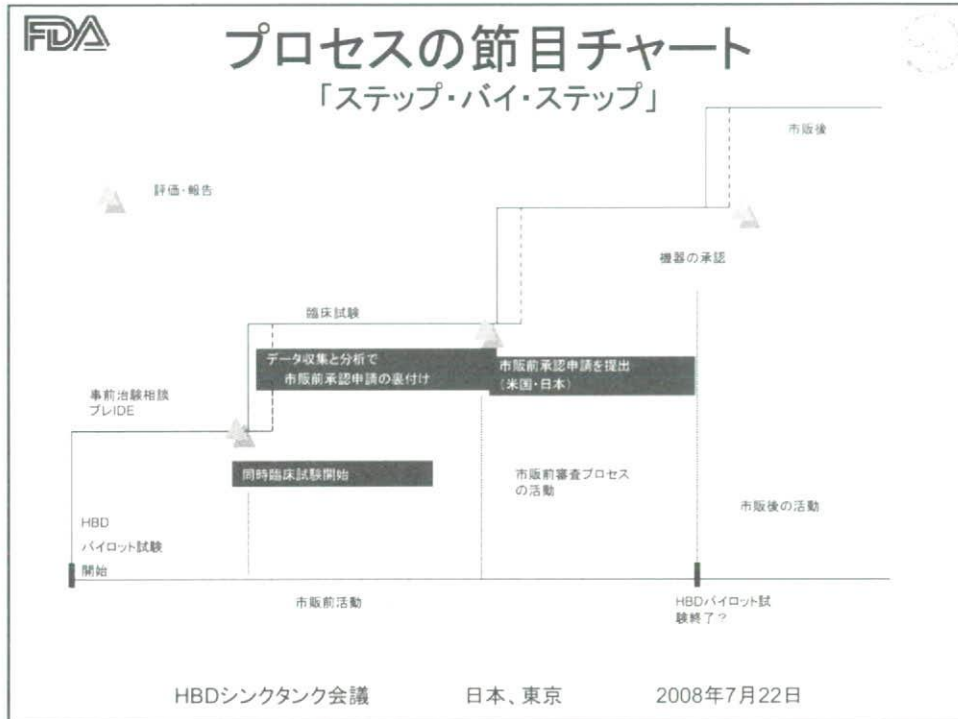 FDA
プロセスの節目チャート
「ステップ・バイ・ステップ」
市販後
評価・報告
機器の承認
臨床試験
データ収集と分析で
市販前承認申請の裏付け
市販前承認申請を提出
（米国・日本）
事前治験相談
プレIDE
同時臨床試験開始
市販前審査プロセス
の活動
市販後の活動
HBD
パイロット試験
開始
市販前活動
HBDパイロット試
験終了？
HBDシンクタンク会議 日本、東京 2008年7月22日